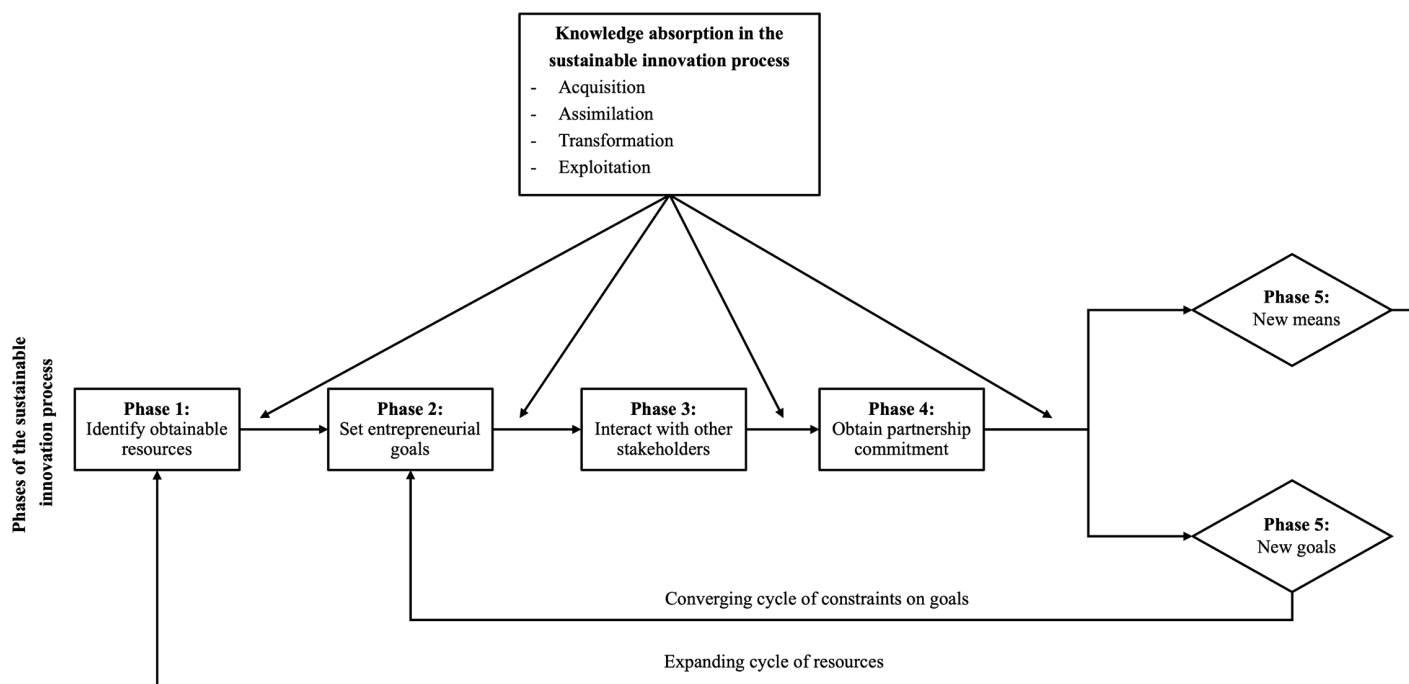 Knowledge absorption in the
sustainable innovation process
- Acquisition
- Assimilation
- Transformation
- Exploitation
Phases of the sustainable
innovation process
Phase 1:
Identify obtainable
resources
Phase 2:
Set entrepreneurial
goals
Phase 3:
Interact with other
stakeholders
Phase 4:
Obtain partnership
commitment
Phase 5:
New means
Phase 5:
New goals
Converging cycle of constraints on goals
Expanding cycle of resources